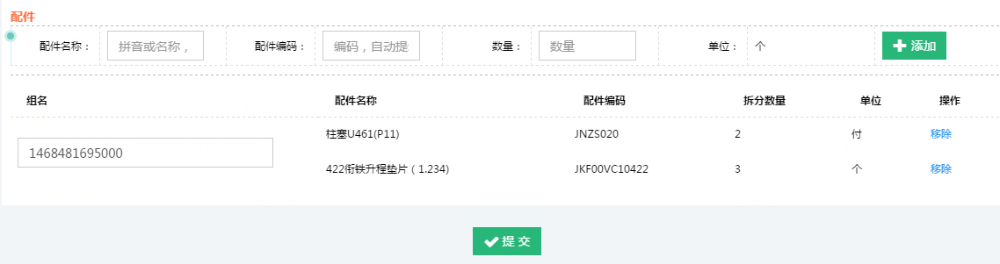 配件
配件名称： 拼音或名称， 配件编码： 编码，自动提 数量： 数量 单位： 个 添加
组名 配件名称 配件编码 拆分数量 单位 操作
柱塞U461(P11) JNZS020 2 付 移除
1468481695000
422衔铁升程垫片（1.234) JKF00VC10422 3 个 移除
提 交